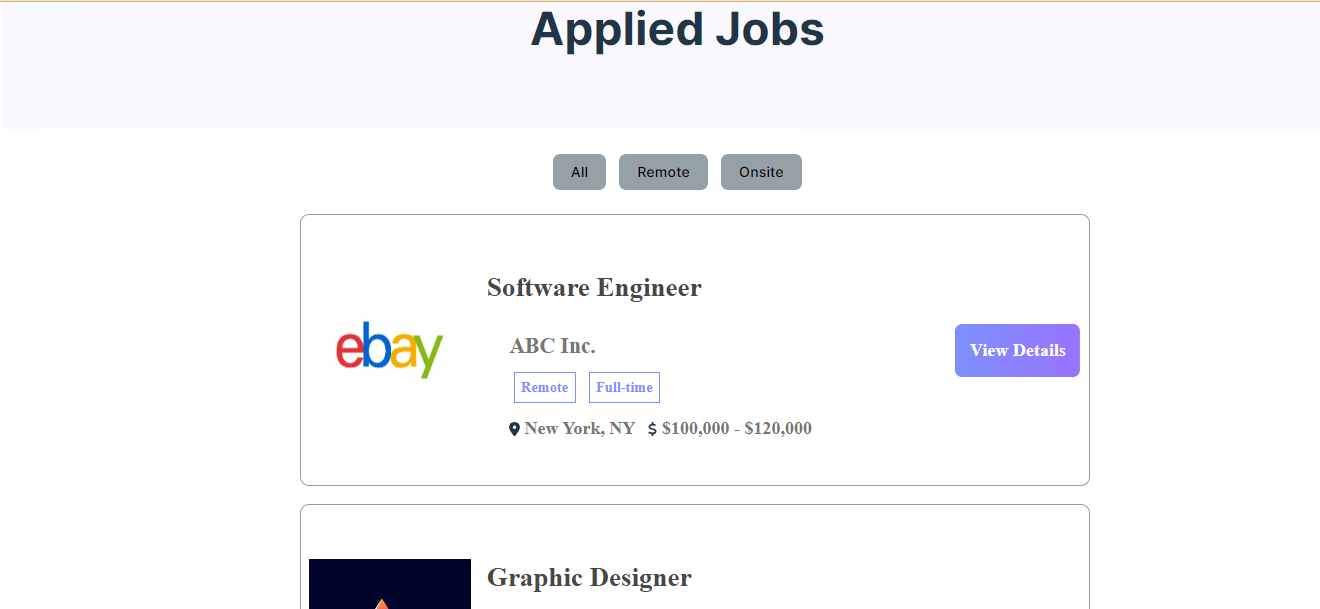 Applied Jobs
All Remote Onsite
Software Engineer
ebay
ABC Inc.
View Details
Remote Full-time
New York, NY $ $100,000 - $120,000
Graphic Designer